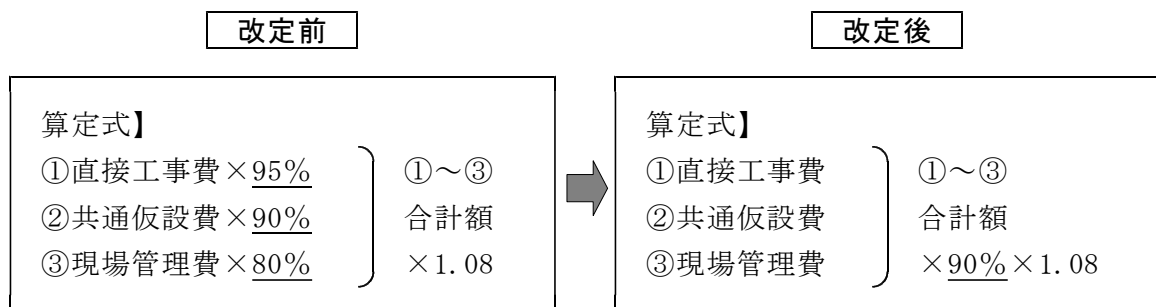 改定前
算定式】
①直接工事費×95%
②共通仮設費×90%
③現場管理費×80%
①～③
合計額
×1.08
改定後
算定式】
①直接工事費
②共通仮設費
③現場管理費
①～③
合計額
×90%×1.08